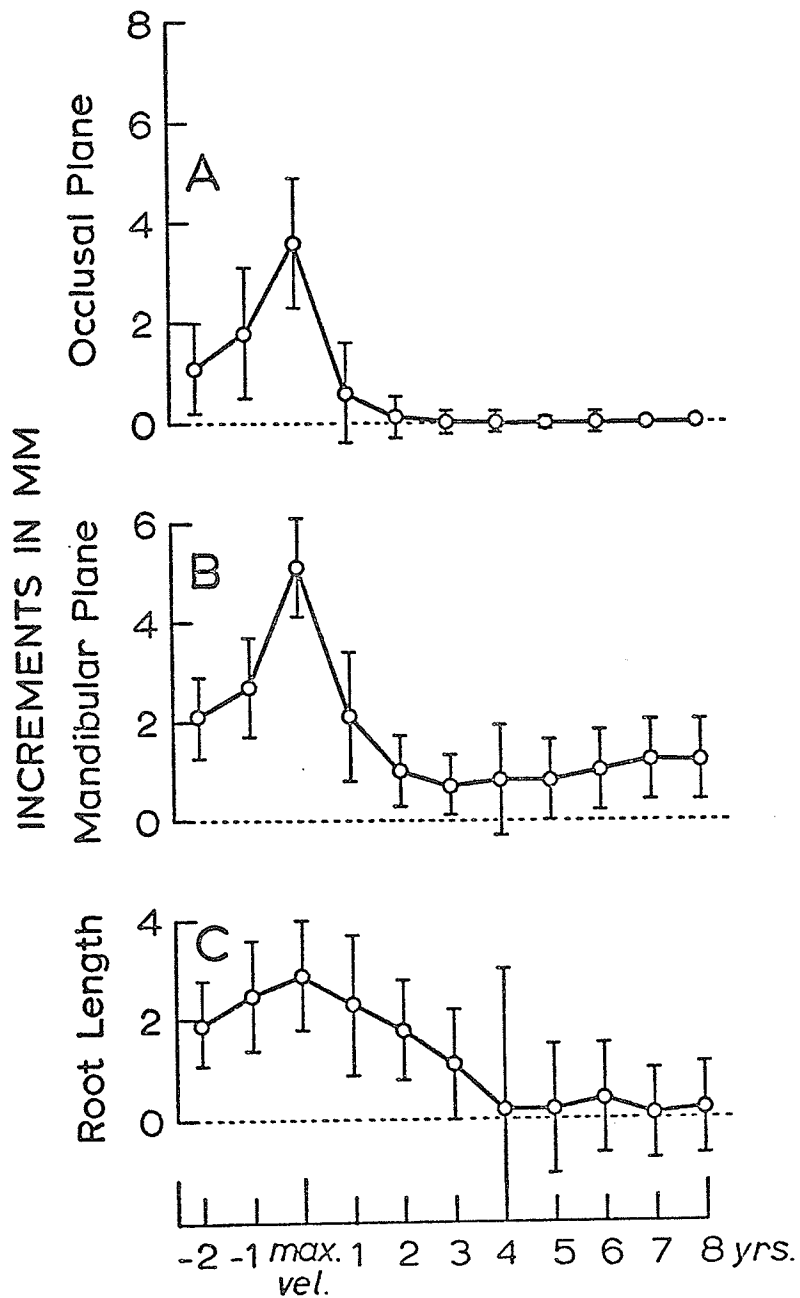 INCREMENTS IN MM
Occlusal Plane
A
8
6
4
2
0
Mandibular Plane
B
6
4
2
0
Root Length
C
4
2
0
-2 -1 max. 1 2 3 4 5 6 7 8 yrs.
vel.